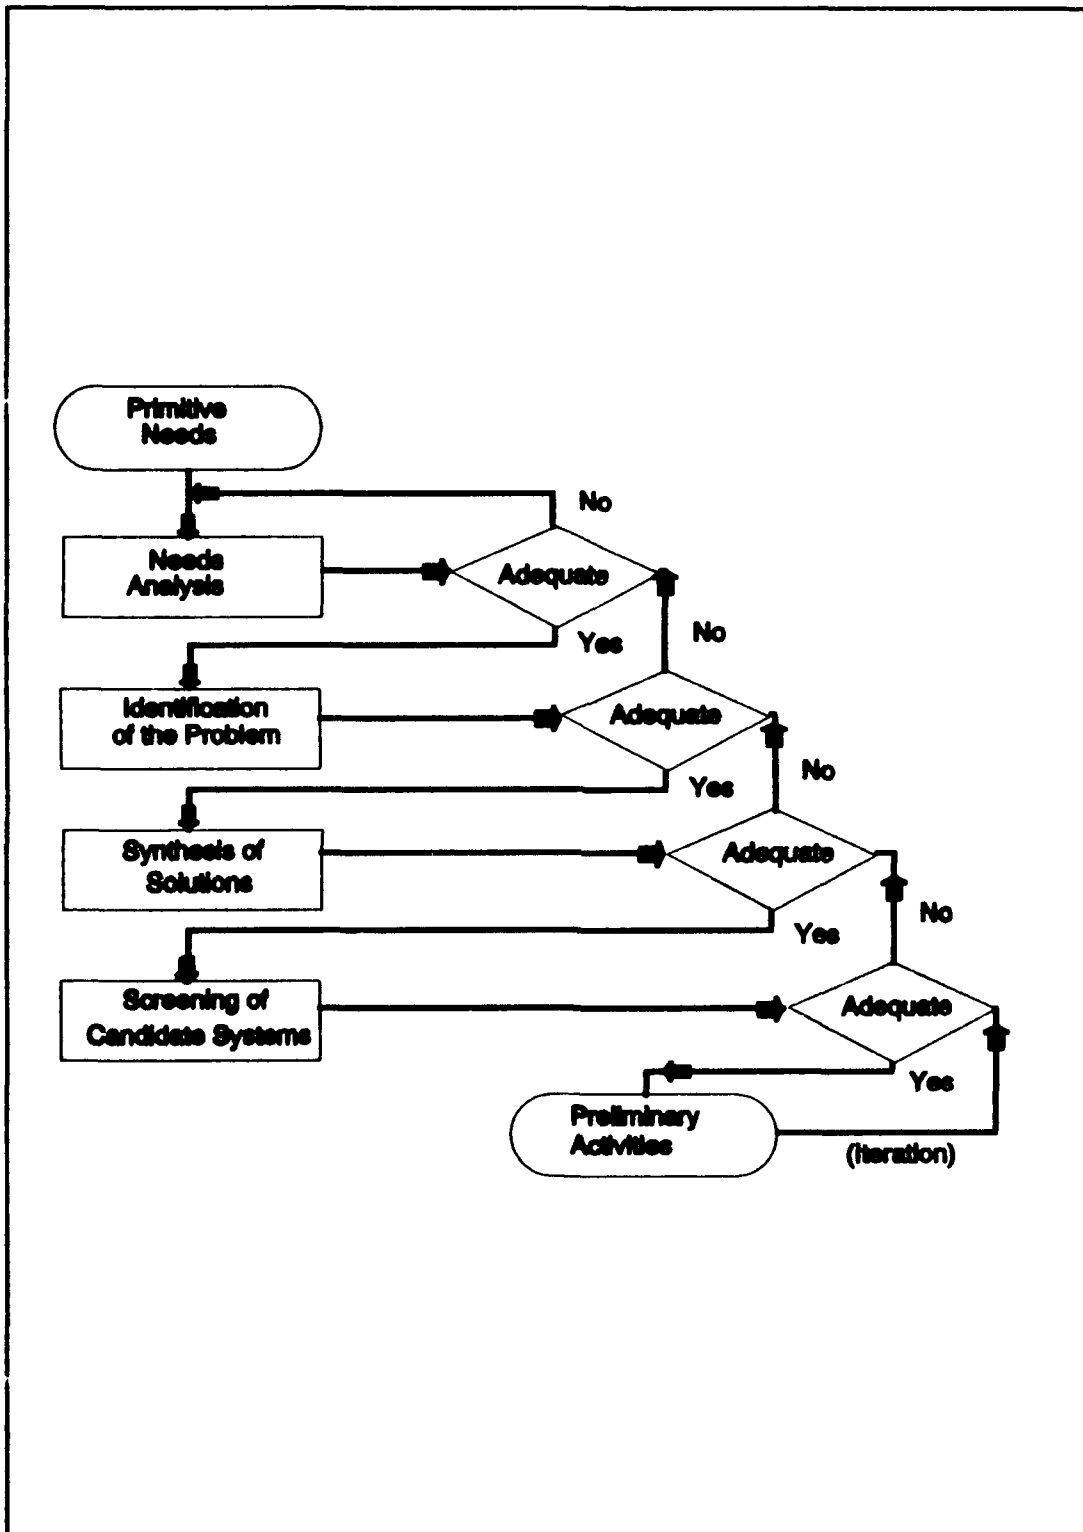 Primitive
Needs
No
Needs
Analysis
Adequate
Yes
No
Identification
of the Problem
Adequate
Yes
No
Synthesis of
Solutions
Adequate
Yes
No
Screening of
Candidate Systems
Adequate
Yes
Preliminary
Activities
(iteration)